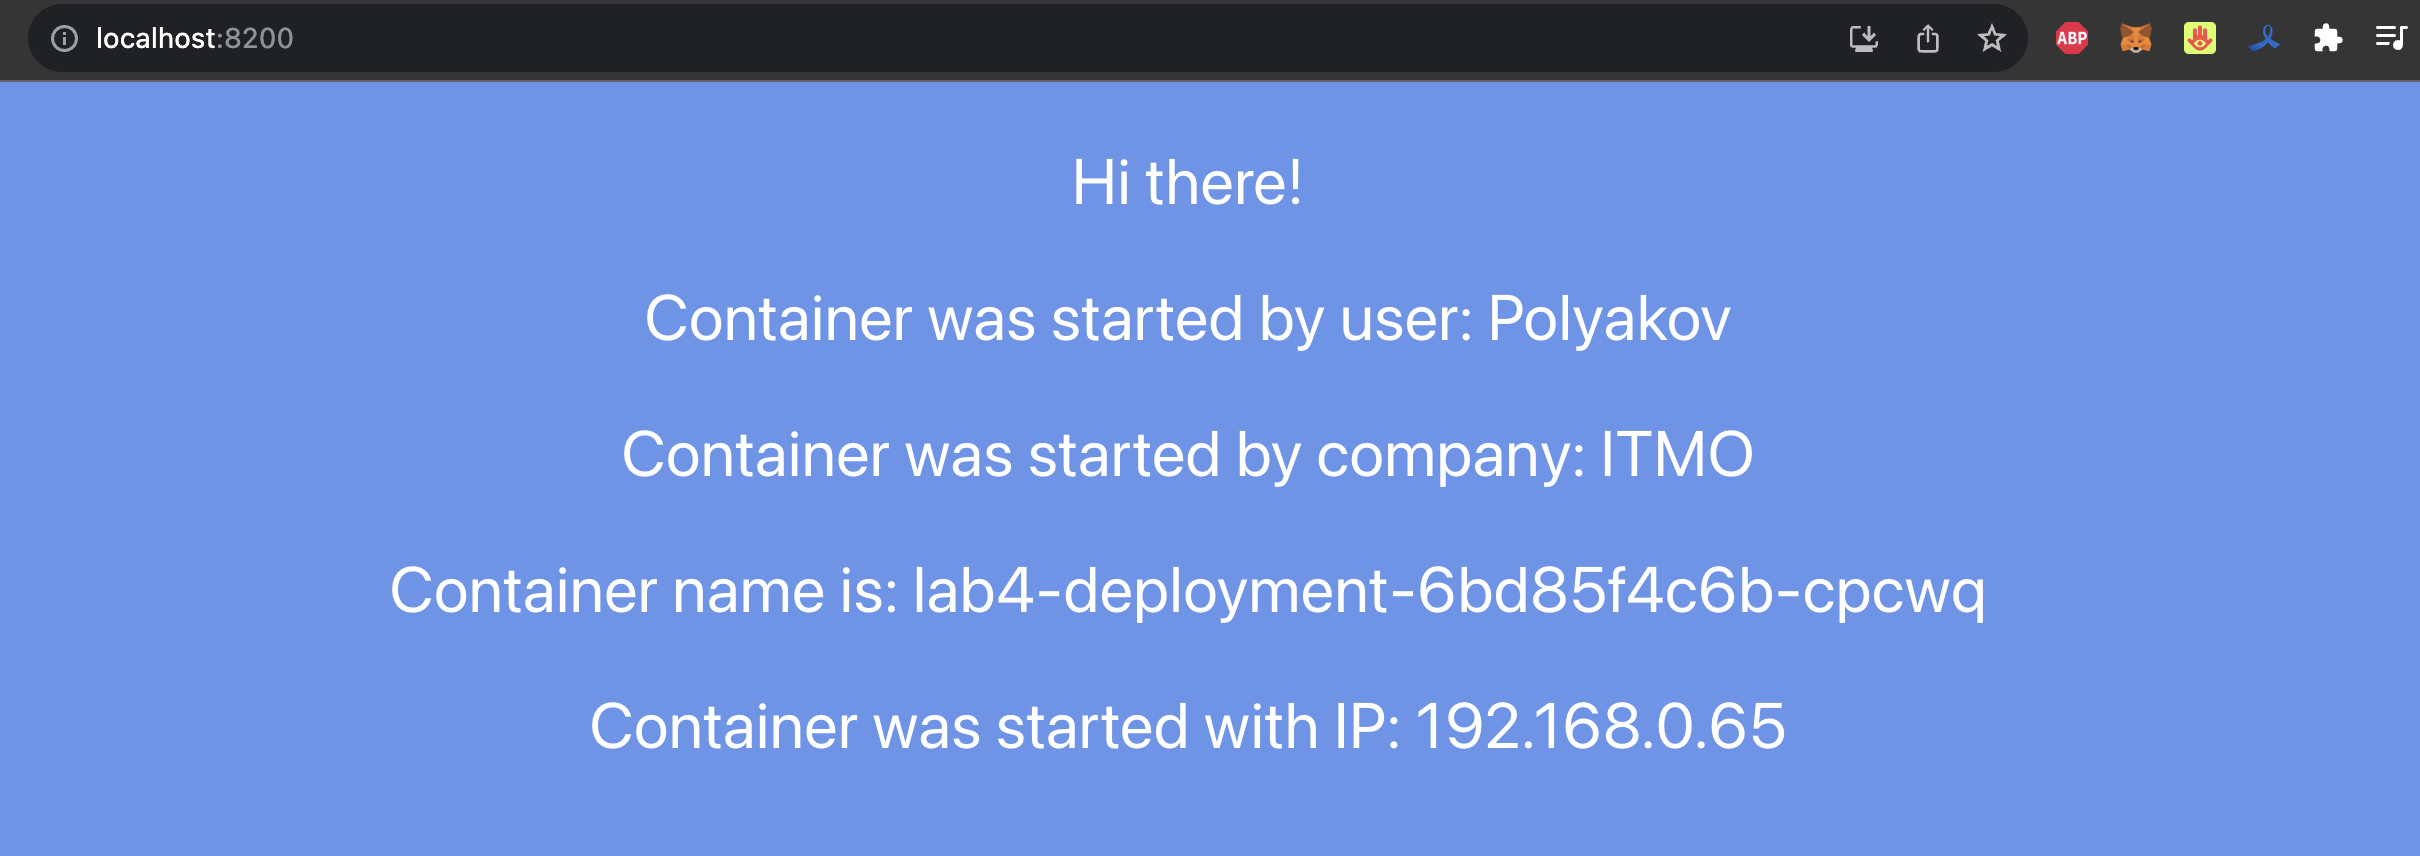 localhost:8200
ABP
Hi there!
Container was started by user: Polyakov
Container was started by company: ITMO
Container name is: lab4-deployment-6bd85f4c6b-cpcwq
Container was started with IP: 192.168.0.65